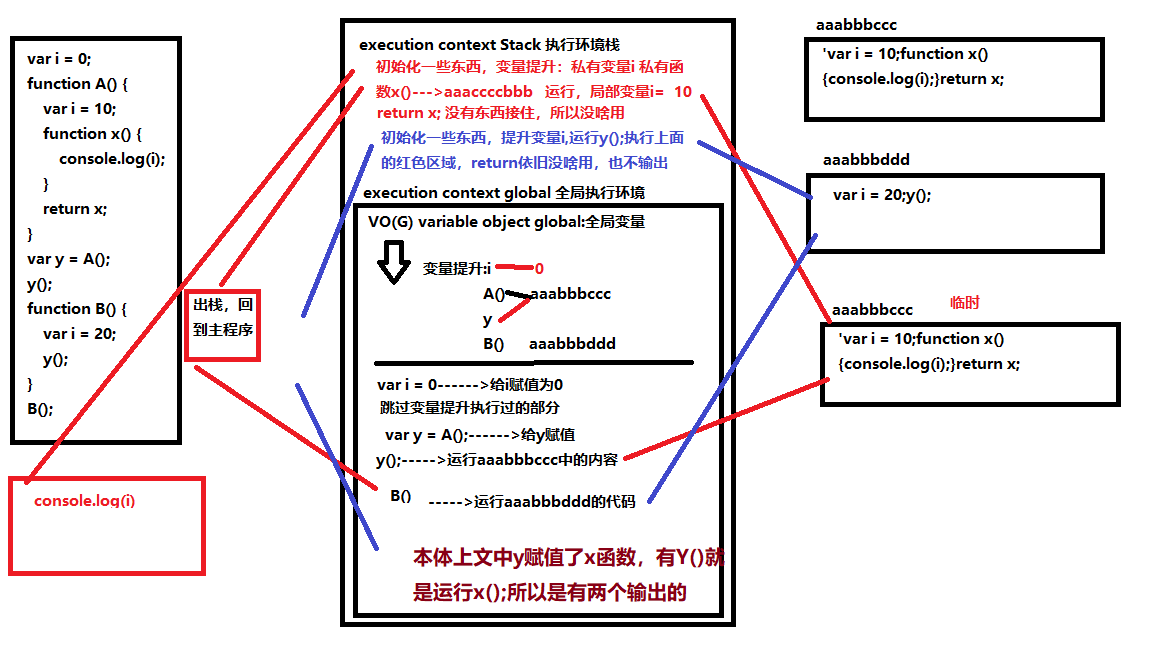 var i = 0;
function A() {
var i = 10;
function x() {
console.log(i);
}
return x;
}
var y = A();
y();
function B() {
var i = 20;
y();
}
B();
console.log(i)
出栈，回
到主程序
execution context Stack 执行环境栈
初始化一些东西，变量提升：私有变量i 私有函
数x()--->aaaccccbbb 运行，局部变量i= 10
return x; 没有东西接住，所以没啥用
初始化一些东西，提升变量i,运行y();执行上面
的红色区域，return依旧没啥用，也不输出
execution context global 全局执行环境
VO(G) variable object global:全局变量
变量提升:i 0
A() aaabbbccc
y
B() aaabbbddd
var i = 0------>给i赋值为0
跳过变量提升执行过的部分
var y = A();------>给y赋值
y();----->运行aaabbbccc中的内容
B() ----->运行aaabbbddd的代码
本体上文中y赋值了x函数，有Y()就
是运行x();所以是有两个输出的
aaabbbccc
'var i = 10;function x()
{console.log(i);}return x;
aaabbbddd
var i = 20;y();
aaabbbccc 临时
'var i = 10;function x()
{console.log(i);}return x;